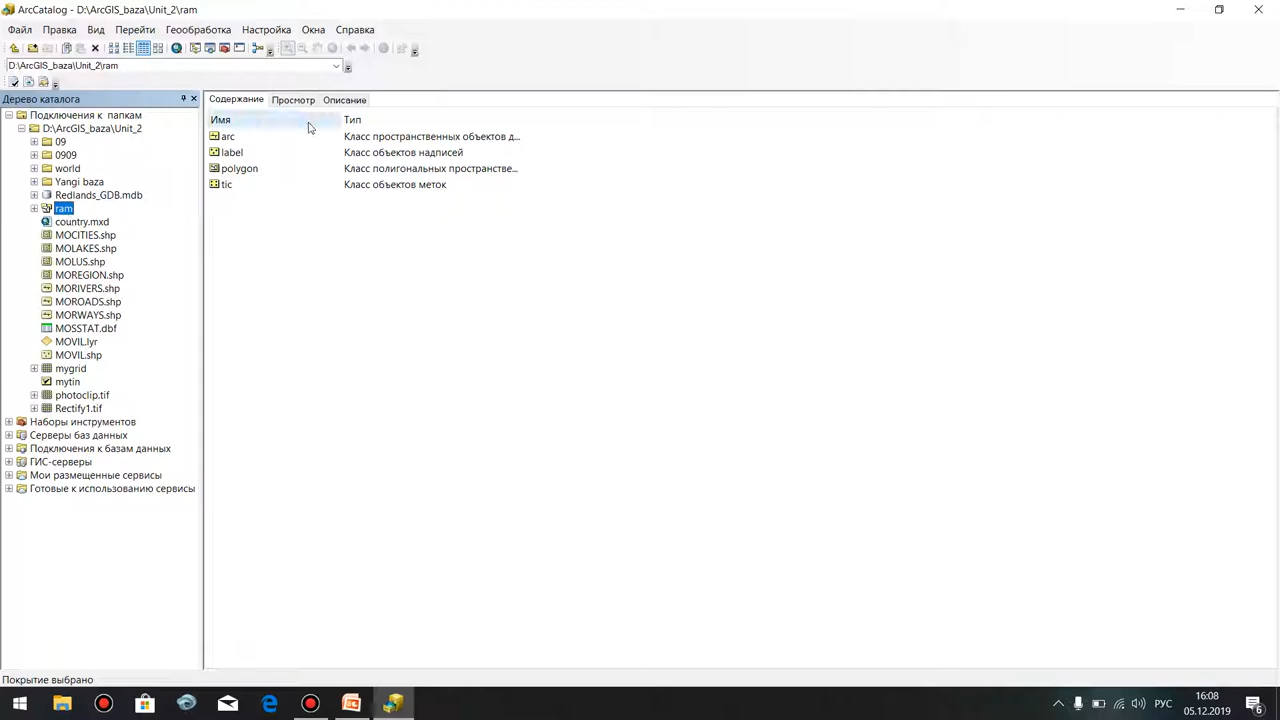 ArcCatalog - D:\ArcGIS_baza\Unit_2\ram
Файл Правка Вид Перейти Геообработка Настройка Окна Справка
D:\ArcGIS_baza\Unit_2\ram
Дерево каталога
Подключения к папкам
D:\ArcGIS_baza\Unit_2
09
0909
world
Yangi baza
Redlands_GDB.mdb
ram
country.mxd
MOCITIES.shp
MOLAKES.shp
MOLUS.shp
MOREGION.shp
MORIVERS.shp
MOROADS.shp
MORWAYS.shp
MOSSTAT.dbf
MOVIL.lyr
MOVIL.shp
mygrid
mytin
photoclip.tif
Rectify1.tif
Наборы инструментов
Серверы баз данных
Подключения к базам данных
ГИС-серверы
Мои размещенные сервисы
Готовые к использованию сервисы
Содержание Просмотр Описание
Имя Тип
arc Класс пространственных объектов д...
label Класс объектов надписей
polygon Класс полигональных пространстве...
tic Класс объектов меток
Покрытие выбрано
РУС
16:08
05.12.2019
6